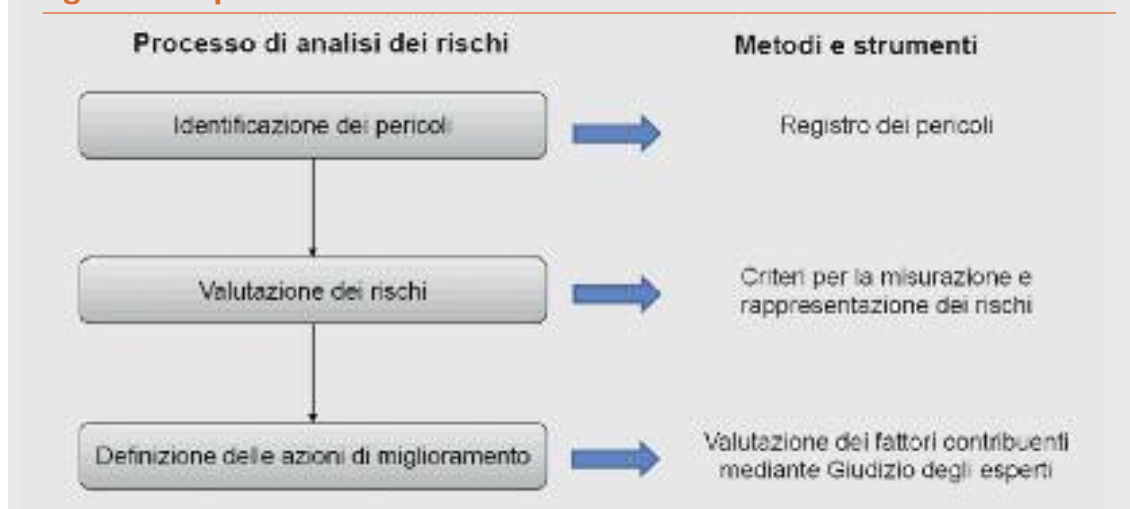 Processo di analisi dei rischi
Metodi e strumenti
Identificazione dei pericoli
Registro dei pericoli
Valutazione dei rischi
Criteri per la misurazione e
rappresentazione dei rischi
Definizione delle azioni di miglioramento
Valutazione dei fattori contribuenti
mediante Giudizio degli esperti